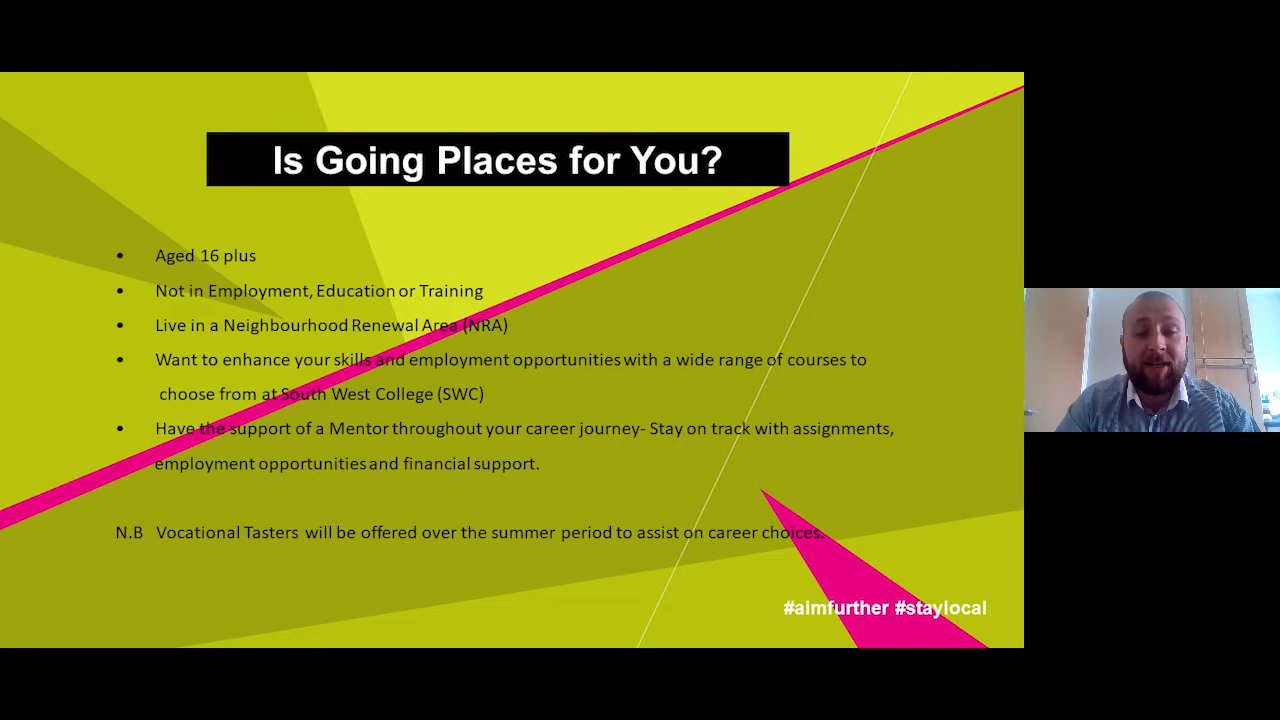 Is Going Places for You?
• Aged 16 plus
• Not in Employment, Education or Training
• Live in a Neighbourhood Renewal Area (NRA)
• Want to enhance your skills and employment opportunities with a wide range of courses to
choose from at South West College (SWC)
• Have the support of a Mentor throughout your career journey- Stay on track with assignments,
employment opportunities and financial support.
N.B Vocational Tasters will be offered over the summer period to assist on career choices.
#aimfurther #staylocal